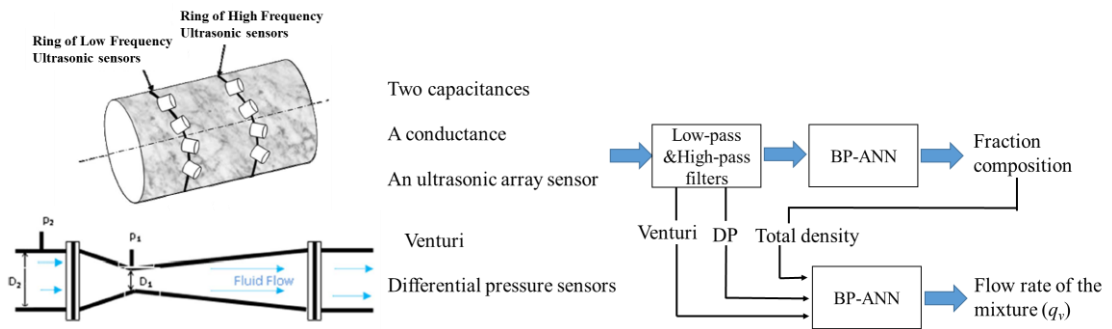 Ring of High Frequency
Ultrasonic sensors
Ring of Low Frequency
Ultrasonic sensors
P₂
P₁
D₂
D₁
Fluid Flow
Two capacitances
A conductance
An ultrasonic array sensor
Venturi
Differential pressure sensors
Low-pass
&High-pass
filters
BP-ANN
Fraction
composition
Venturi
DP
Total density
BP-ANN
Flow rate of the
mixture (qᵥ)